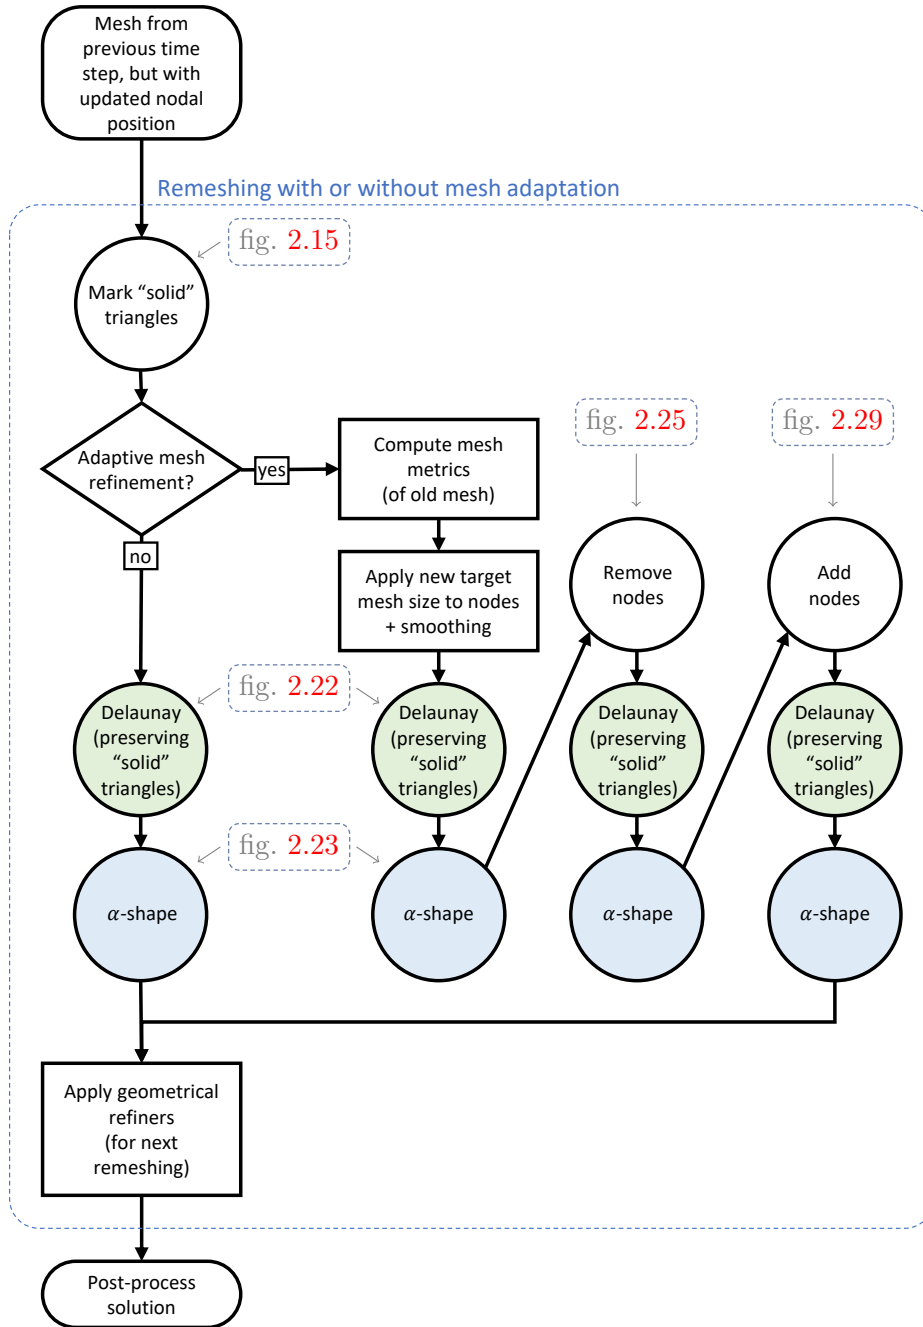 Mesh from
previous time
step, but with
updated nodal
position
Remeshing with or without mesh adaptation
fig. 2.15
Mark “solid”
triangles
Adaptive mesh
refinement?
yes
no
Compute mesh
metrics
(of old mesh)
Apply new target
mesh size to nodes
+ smoothing
fig. 2.25
fig. 2.29
Remove
nodes
Add
nodes
fig. 2.22
Delaunay
(preserving
“solid”
triangles)
Delaunay
(preserving
“solid”
triangles)
Delaunay
(preserving
“solid”
triangles)
Delaunay
(preserving
“solid”
triangles)
fig. 2.23
α-shape
α-shape
α-shape
α-shape
Apply geometrical
refiners
(for next
remeshing)
Post-process
solution